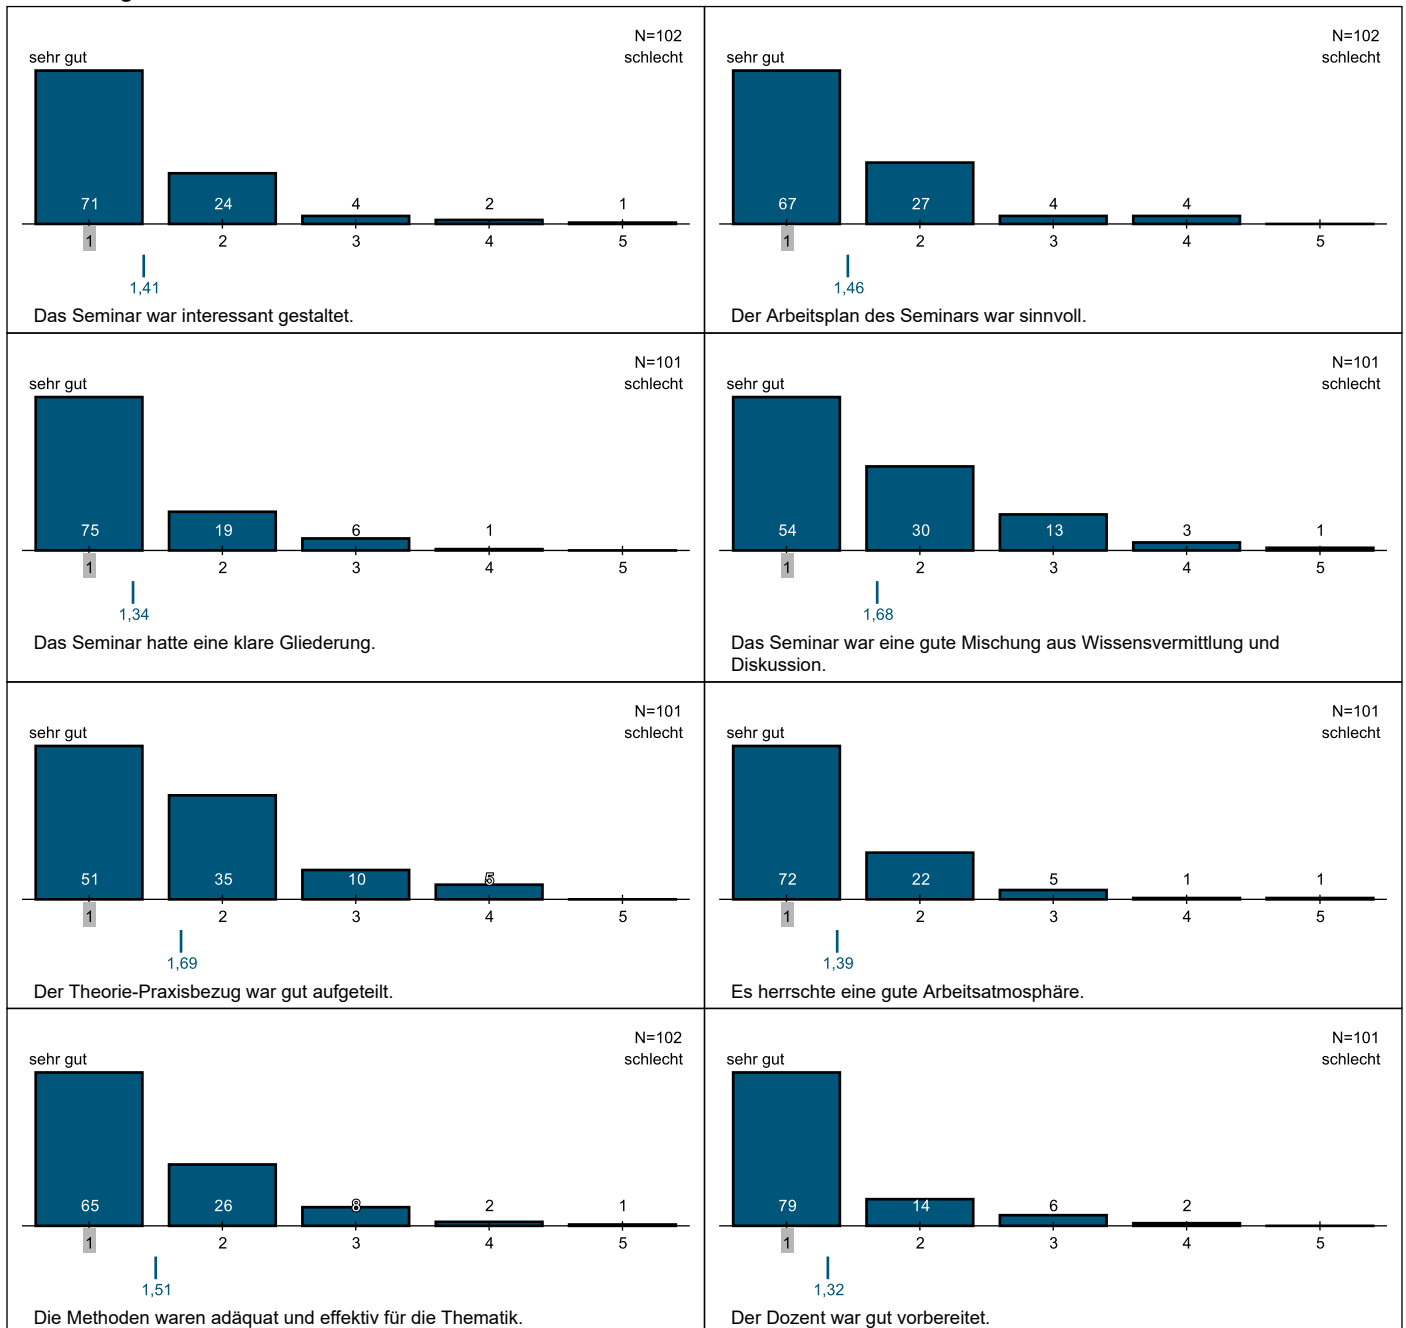 N=102
sehr gut schlecht
71 24 4 2 1
1 2 3 4 5
1,41
Das Seminar war interessant gestaltet.
N=102
sehr gut schlecht
67 27 4 4
1 2 3 4 5
1,46
Der Arbeitsplan des Seminars war sinnvoll.
N=101
sehr gut schlecht
75 19 6 1
1 2 3 4 5
1,34
Das Seminar hatte eine klare Gliederung.
N=101
sehr gut schlecht
54 30 13 3 1
1 2 3 4 5
1,68
Das Seminar war eine gute Mischung aus Wissensvermittlung und
Diskussion.
N=101
sehr gut schlecht
51 35 10 5
1 2 3 4 5
1,69
Der Theorie-Praxisbezug war gut aufgeteilt.
N=101
sehr gut schlecht
72 22 5 1 1
1 2 3 4 5
1,39
Es herrschte eine gute Arbeitsatmosphäre.
N=102
sehr gut schlecht
65 26 8 2 1
1 2 3 4 5
1,51
Die Methoden waren adäquat und effektiv für die Thematik.
N=101
sehr gut schlecht
79 14 6 2
1 2 3 4 5
1,32
Der Dozent war gut vorbereitet.